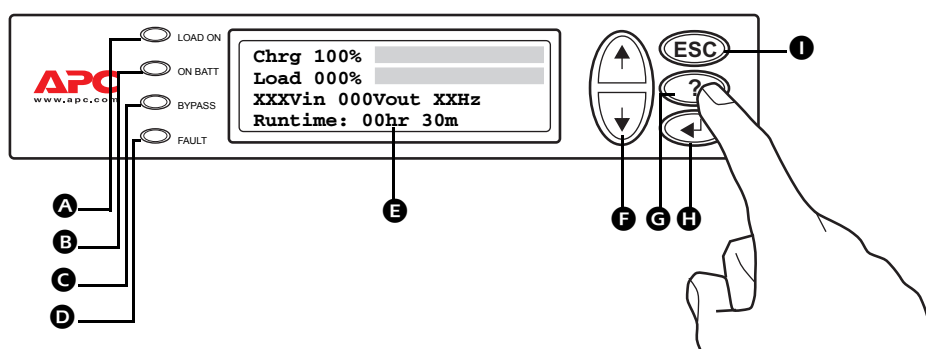 LOAD ON
ON BATT
BYPASS
FAULT
APC
www.apc.com
Chrg 100%
Load 000%
XXXVin 000Vout XXHz
Runtime: 00hr 30m
ESC
?
A
B
C
D
E
F
G
H
I